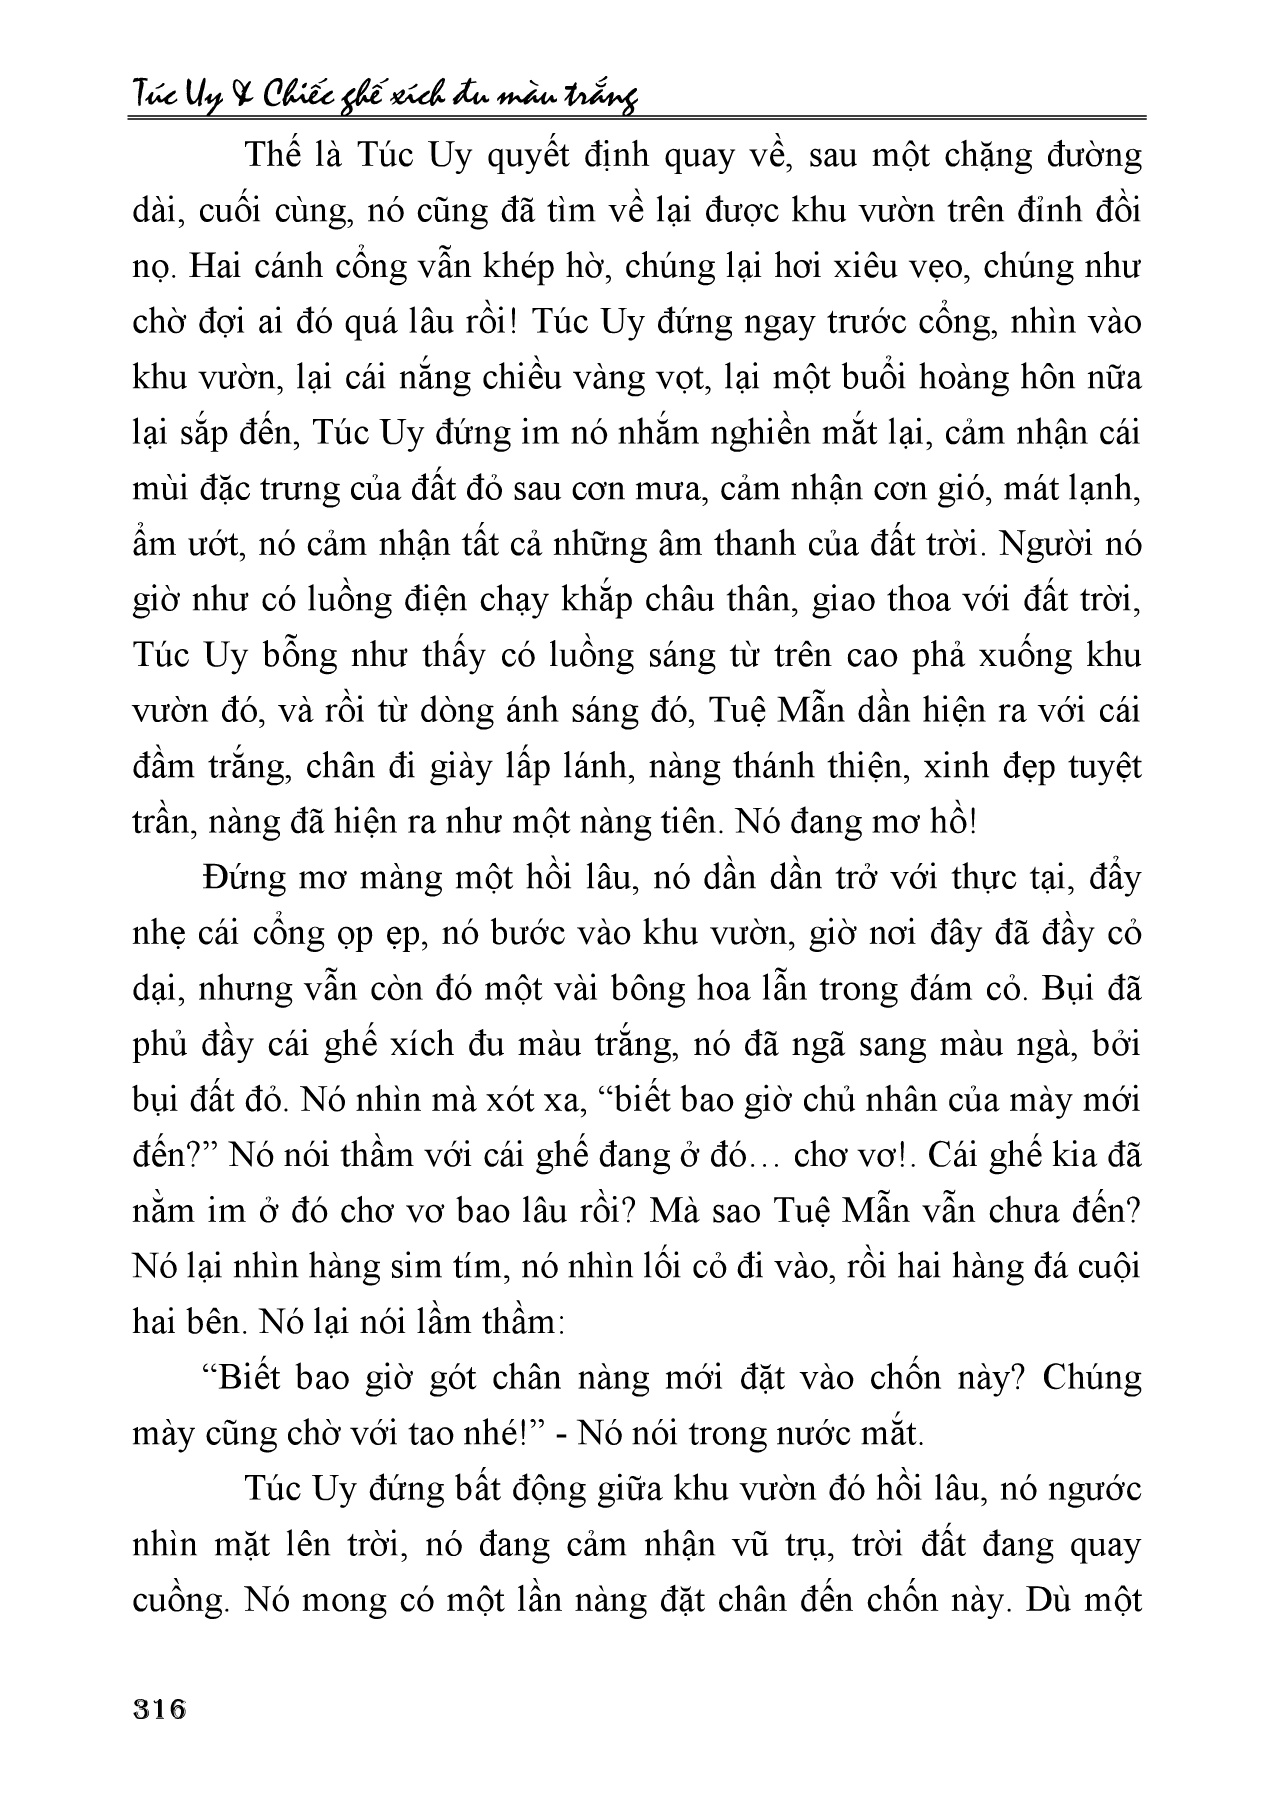 Túc Uy & Chiếc ghế xích đu màu trắng
Thế là Túc Uy quyết định quay về, sau một chặng đường
dài, cuối cùng, nó cũng đã tìm về lại được khu vườn trên đỉnh đồi
nọ. Hai cánh cổng vẫn khép hờ, chúng lại hơi xiêu vẹo, chúng như
chờ đợi ai đó quá lâu rồi! Túc Uy đứng ngay trước cổng, nhìn vào
khu vườn, lại cái nắng chiều vàng vọt, lại một buổi hoàng hôn nữa
lại sắp đến, Túc Uy đứng im nó nhắm nghiền mắt lại, cảm nhận cái
mùi đặc trưng của đất đỏ sau cơn mưa, cảm nhận cơn gió, mát lạnh,
ẩm ướt, nó cảm nhận tất cả những âm thanh của đất trời. Người nó
giờ như có luồng điện chạy khắp châu thân, giao thoa với đất trời,
Túc Uy bỗng như thấy có luồng sáng từ trên cao phả xuống khu
vườn đó, và rồi từ dòng ánh sáng đó, Tuệ Mẫn dần hiện ra với cái
đầm trắng, chân đi giày lấp lánh, nàng thánh thiện, xinh đẹp tuyệt
trần, nàng đã hiện ra như một nàng tiên. Nó đang mơ hồ!
Đứng mơ màng một hồi lâu, nó dần dần trở với thực tại, đẩy
nhẹ cái cổng ọp ẹp, nó bước vào khu vườn, giờ nơi đây đã đầy cỏ
dại, nhưng vẫn còn đó một vài bông hoa lẫn trong đám cỏ. Bụi đã
phủ đầy cái ghế xích đu màu trắng, nó đã ngã sang màu ngà, bởi
bụi đất đỏ. Nó nhìn mà xót xa, “biết bao giờ chủ nhân của mày mới
đến?” Nó nói thầm với cái ghế đang ở đó… chơ vơ!. Cái ghế kia đã
nằm im ở đó chơ vơ bao lâu rồi? Mà sao Tuệ Mẫn vẫn chưa đến?
Nó lại nhìn hàng sim tím, nó nhìn lối cỏ đi vào, rồi hai hàng đá cuội
hai bên. Nó lại nói lầm thầm:
“Biết bao giờ gót chân nàng mới đặt vào chốn này? Chúng
mày cũng chờ với tao nhé!” - Nó nói trong nước mắt.
Túc Uy đứng bất động giữa khu vườn đó hồi lâu, nó ngước
nhìn mặt lên trời, nó đang cảm nhận vũ trụ, trời đất đang quay
cuồng. Nó mong có một lần nàng đặt chân đến chốn này. Dù một
316